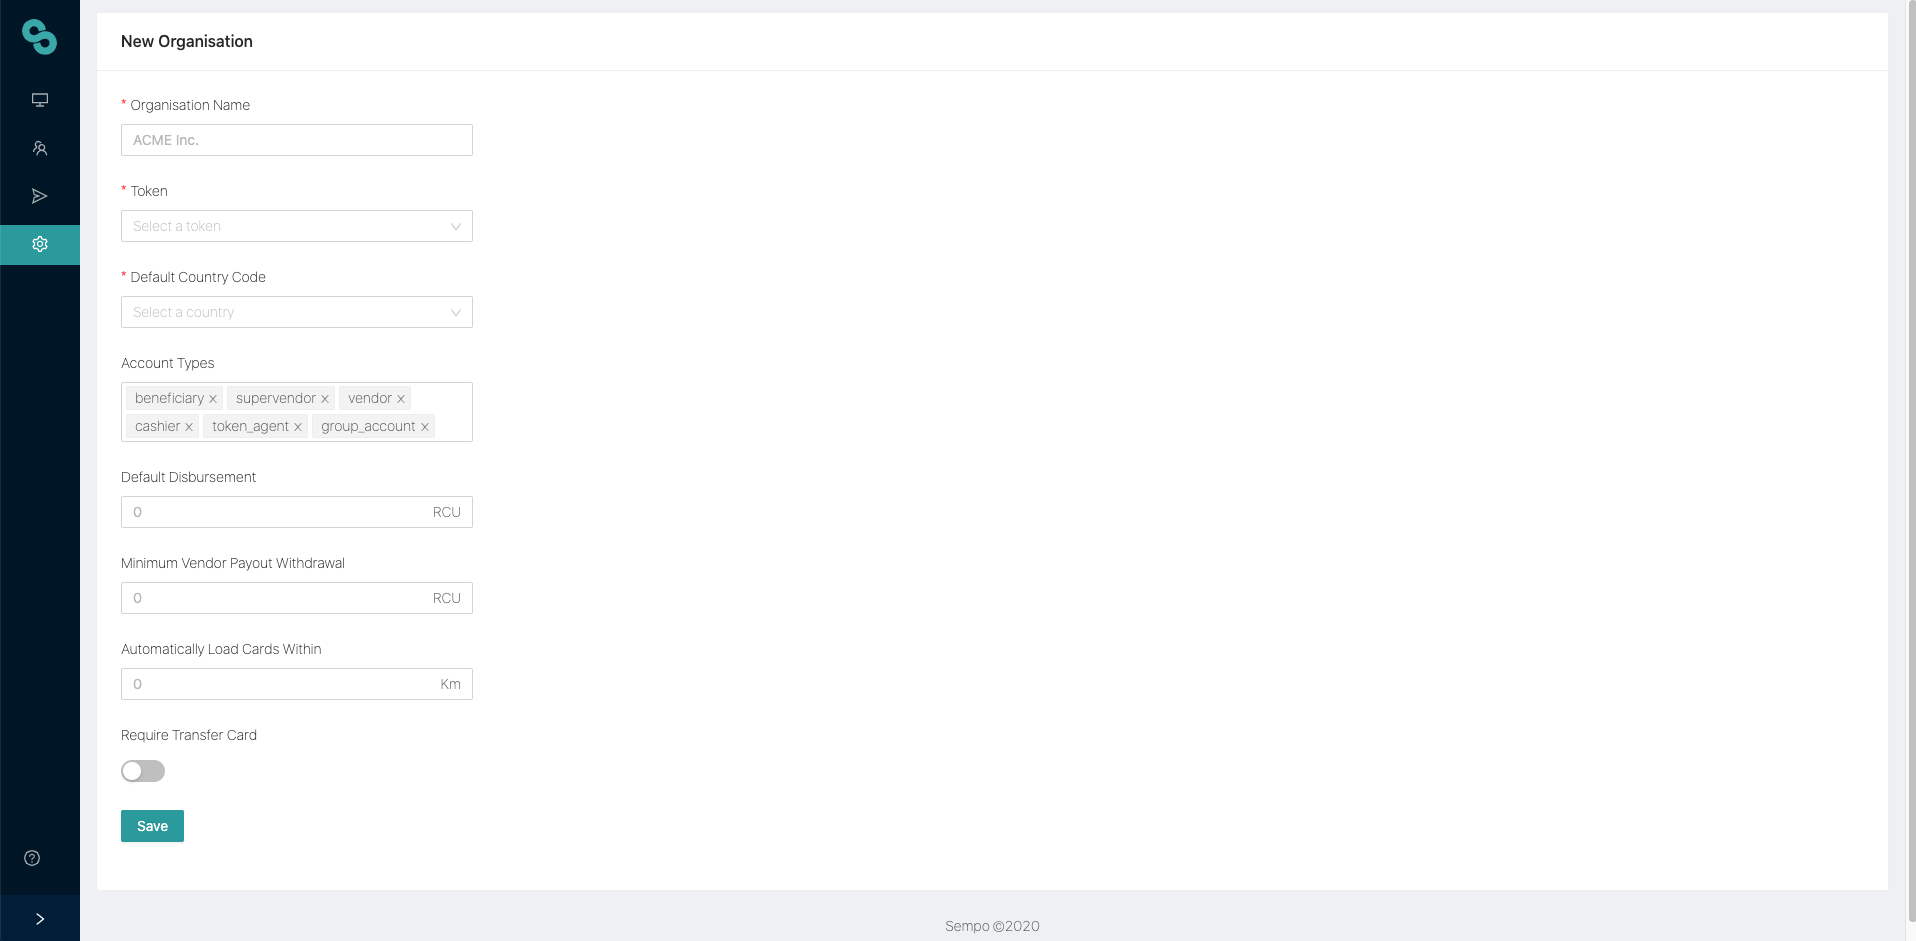 New Organisation
* Organisation Name
ACME Inc.
* Token
Select a token
* Default Country Code
Select a country
Account Types
beneficiary supervendor vendor
cashier token_agent group_account
Default Disbursement
0 RCU
Minimum Vendor Payout Withdrawal
0 RCU
Automatically Load Cards Within
0 Km
Require Transfer Card
Save
Sempo ©2020